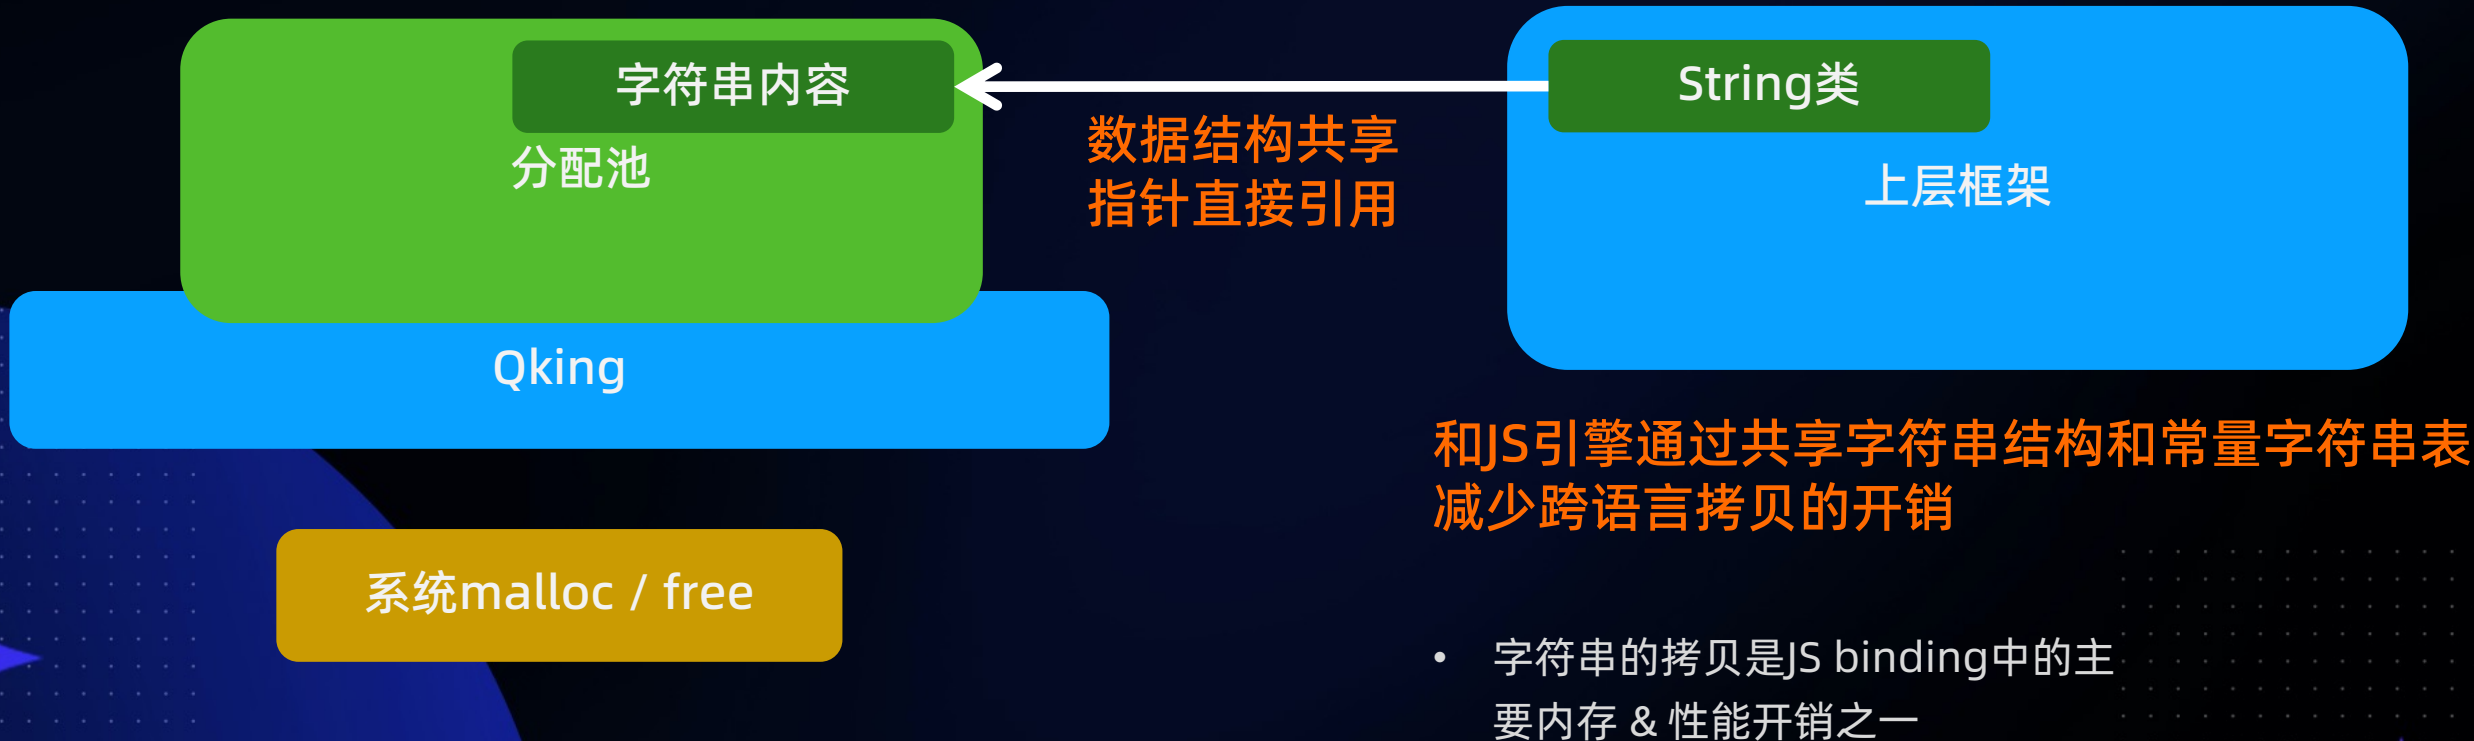 字符串内容
分配池
Qking
系统malloc / free
数据结构共享
指针直接引用
String类
上层框架
和JS引擎通过共享字符串结构和常量字符串表
减少跨语言拷贝的开销
• 字符串的拷贝是JS binding中的主
要内存 & 性能开销之一